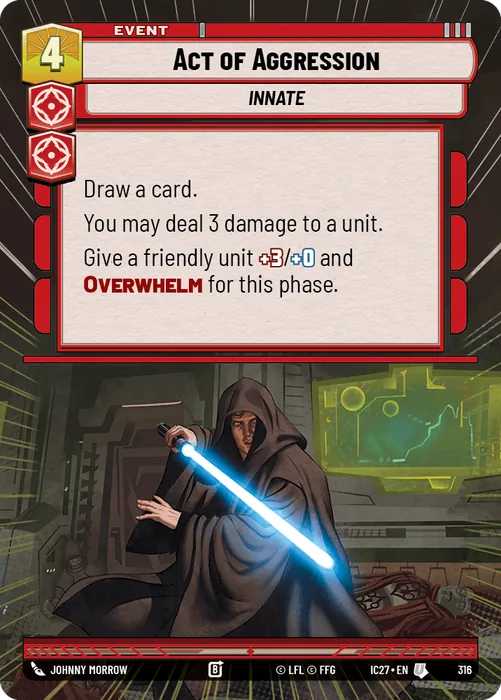 EVENT
4
ACT OF AGGRESSION
INNATE
Draw a card.
You may deal 3 damage to a unit.
Give a friendly unit +3/+0 and
OVERWHELM for this phase.
JOHNNY MORROW
B
© LFL © FFG
IC27•EN
316